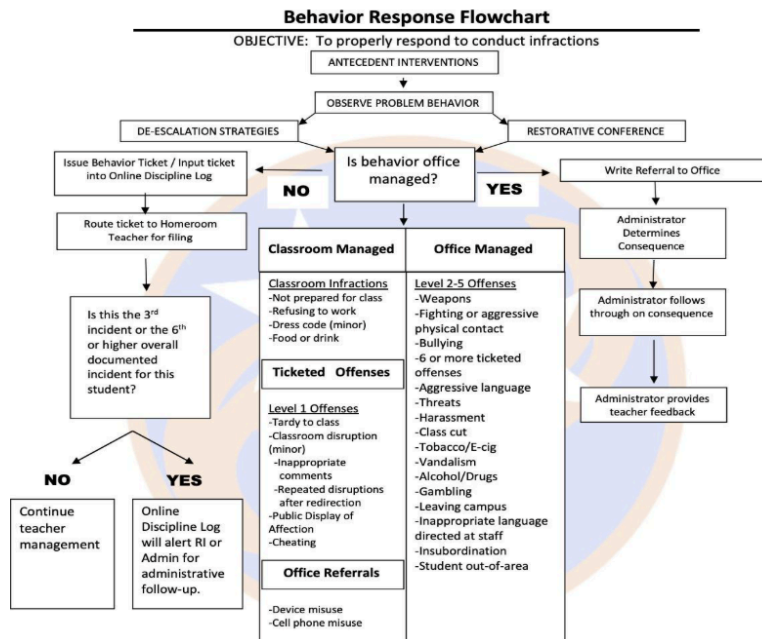 Behavior Response Flowchart
OBJECTIVE: To properly respond to conduct infractions
ANTECEDENT INTERVENTIONS
OBSERVE PROBLEM BEHAVIOR
DE-ESCALATION STRATEGIES
RESTORATIVE CONFERENCE
Is behavior office
managed?
NO
YES
Issue Behavior Ticket / Input ticket
into Online Discipline Log
Route ticket to Homeroom
Teacher for filing
Is this the 3rd
incident or the 6th
or higher overall
documented
incident for this
student?
NO
YES
Continue
teacher
management
Online
Discipline Log
will alert RI or
Admin for
administrative
follow-up.
Classroom Managed
Classroom Infractions
-Not prepared for class
-Refusing to work
-Dress code (minor)
-Food or drink
Ticketed Offenses
Level 1 Offenses
-Tardy to class
-Classroom disruption
(minor)
-Inappropriate
comments
-Repeated disruptions
after redirection
-Public Display of
Affection
-Cheating
Office Referrals
-Device misuse
-Cell phone misuse
Office Managed
Level 2-5 Offenses
-Weapons
-Fighting or aggressive
physical contact
-Bullying
-6 or more ticketed
offenses
-Aggressive language
-Threats
-Harassment
-Class cut
-Tobacco/E-cig
-Vandalism
-Alcohol/Drugs
-Gambling
-Leaving campus
-Inappropriate language
directed at staff
-Insubordination
-Student out-of-area
Write Referral to Office
Administrator
Determines
Consequence
Administrator follows
through on consequence
Administrator provides
teacher feedback